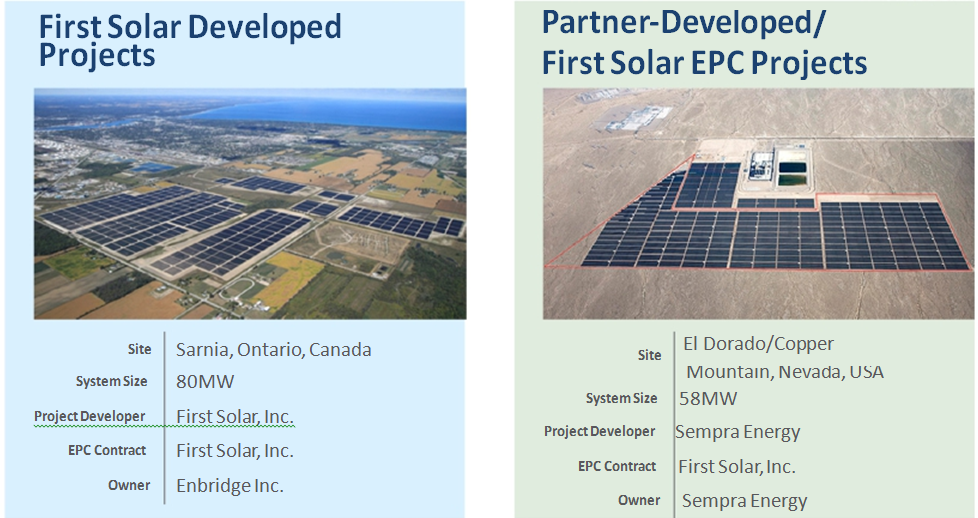 First Solar Developed
Projects
Site Sarnia, Ontario, Canada
System Size 80MW
Project Developer First Solar, Inc.
EPC Contract First Solar, Inc.
Owner Enbridge Inc.
Partner-Developed/
First Solar EPC Projects
Site El Dorado/Copper
Mountain, Nevada, USA
System Size 58MW
Project Developer Sempra Energy
EPC Contract First Solar, Inc.
Owner Sempra Energy